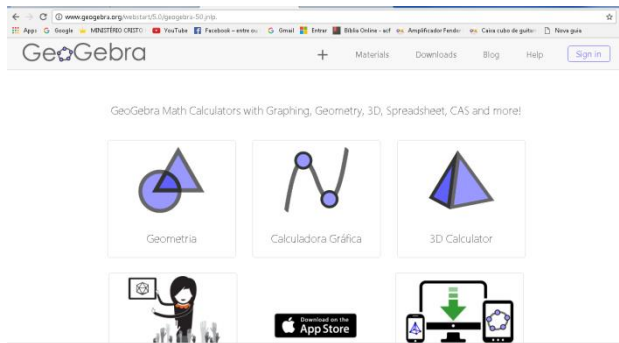 www.geogebra.org/webstart/5.0/geogebra-50.jnlp.
Apps Google MINISTÉRIO CRISTO YouTube Facebook – entre ou Gmail Entrar Bíblia Online - acf Amplificador Fender Caixa cubo de guitarr Nova guia
GeoGebra + Materials Downloads Blog Help Sign in
GeoGebra Math Calculators with Graphing, Geometry, 3D, Spreadsheet, CAS and more!
Geometria Calculadora Gráfica 3D Calculator
Download on the
App Store